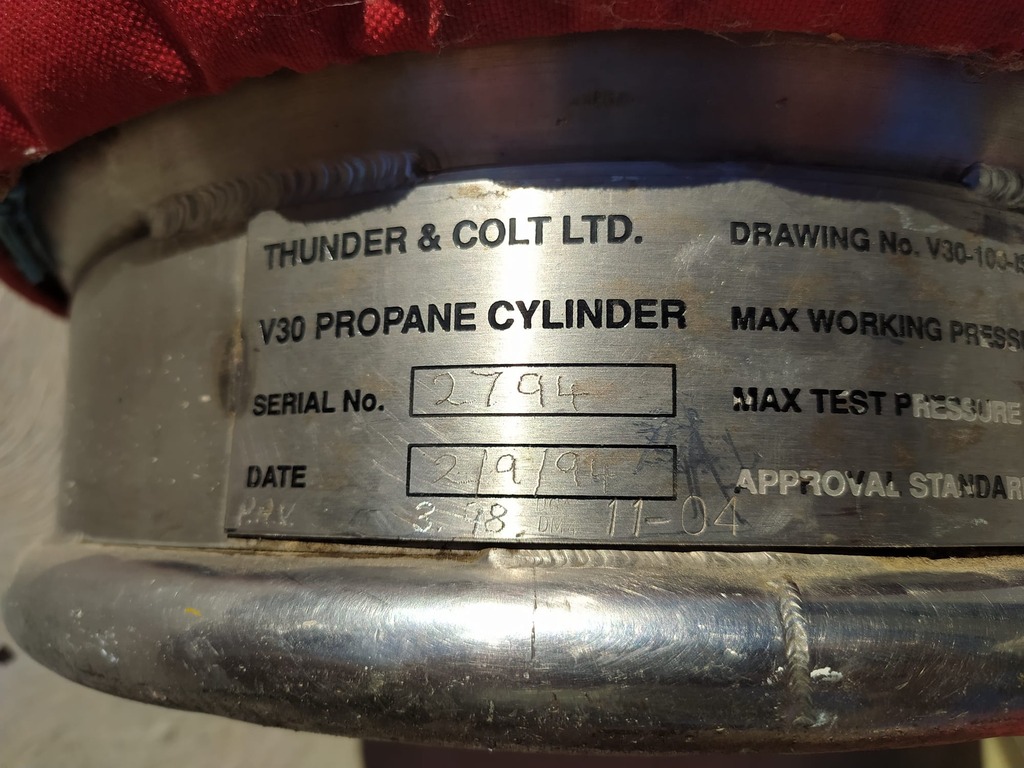 THUNDER & COLT LTD. DRAWING No. V30-100-IS
V30 PROPANE CYLINDER MAX WORKING PRESS
SERIAL No. 2794 MAX TEST PRESSURE
DATE 2/9/94 APPROVAL STANDAR
3. 98 11-04